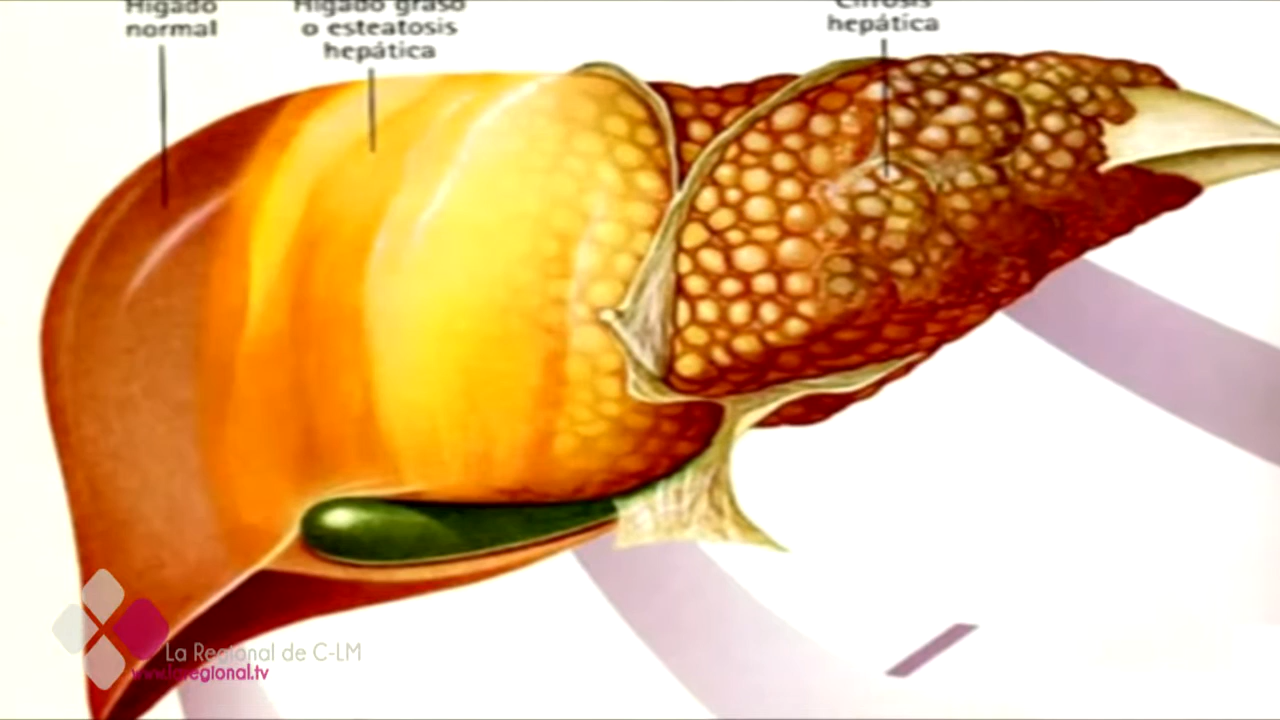 Hígado
normal
Hígado graso
o esteatosis
hepática
Cirrosis
hepática
La Regional de C-LM
www.laregional.tv